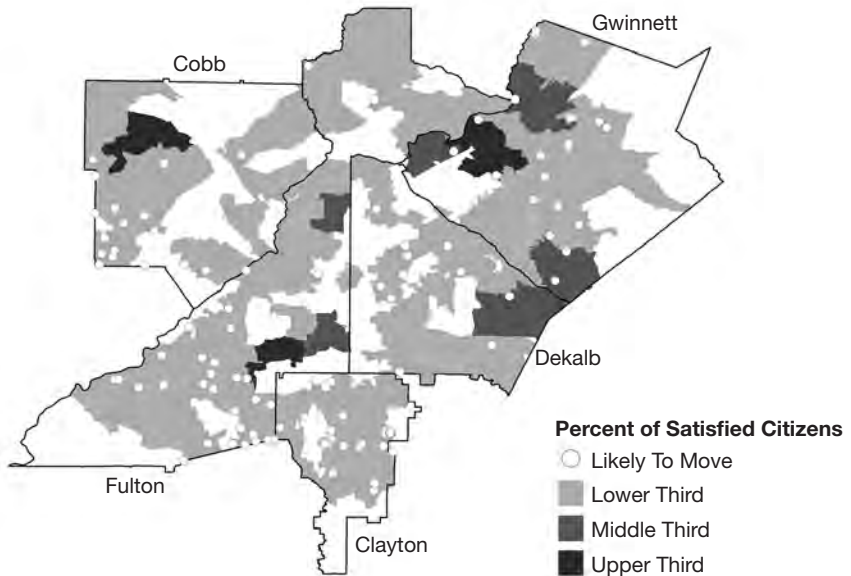 Gwinnett
Cobb
Dekalb
Fulton
Clayton
Percent of Satisfied Citizens
Likely To Move
Lower Third
Middle Third
Upper Third